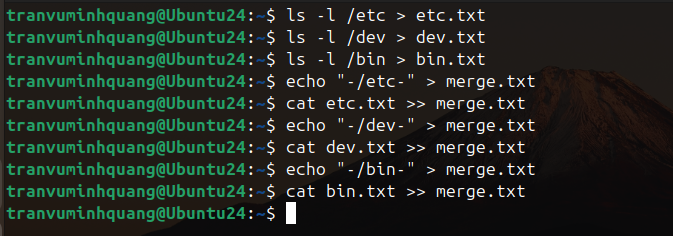 tranvuminhquang@Ubuntu24:~$ ls -l /etc > etc.txt
tranvuminhquang@Ubuntu24:~$ ls -l /dev > dev.txt
tranvuminhquang@Ubuntu24:~$ ls -l /bin > bin.txt
tranvuminhquang@Ubuntu24:~$ echo "-/etc-" > merge.txt
tranvuminhquang@Ubuntu24:~$ cat etc.txt >> merge.txt
tranvuminhquang@Ubuntu24:~$ echo "-/dev-" > merge.txt
tranvuminhquang@Ubuntu24:~$ cat dev.txt >> merge.txt
tranvuminhquang@Ubuntu24:~$ echo "-/bin-" > merge.txt
tranvuminhquang@Ubuntu24:~$ cat bin.txt >> merge.txt
tranvuminhquang@Ubuntu24:~$